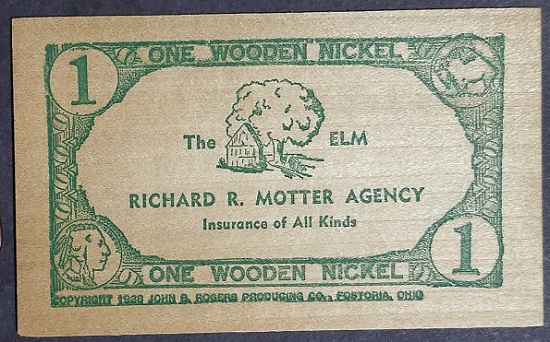 ONE WOODEN NICKEL
1
The ELM
RICHARD R. MOTTER AGENCY
Insurance of All Kinds
1
ONE WOODEN NICKEL
COPYRIGHT 1938 JOHN B. ROGERS PRODUCING CO., FOSTORIA, OHIO